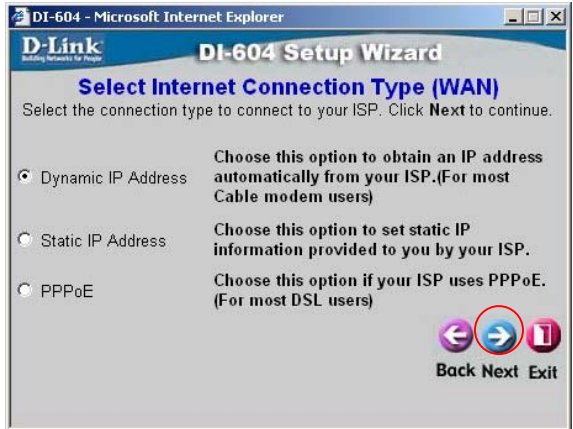 DI-604 - Microsoft Internet Explorer
D-Link
Building Networks for People
DI-604 Setup Wizard
Select Internet Connection Type (WAN)
Select the connection type to connect to your ISP. Click Next to continue.
Dynamic IP Address
Choose this option to obtain an IP address
automatically from your ISP.(For most
Cable modem users)
Static IP Address
Choose this option to set static IP
information provided to you by your ISP.
PPPoE
Choose this option if your ISP uses PPPoE.
(For most DSL users)
Back Next Exit